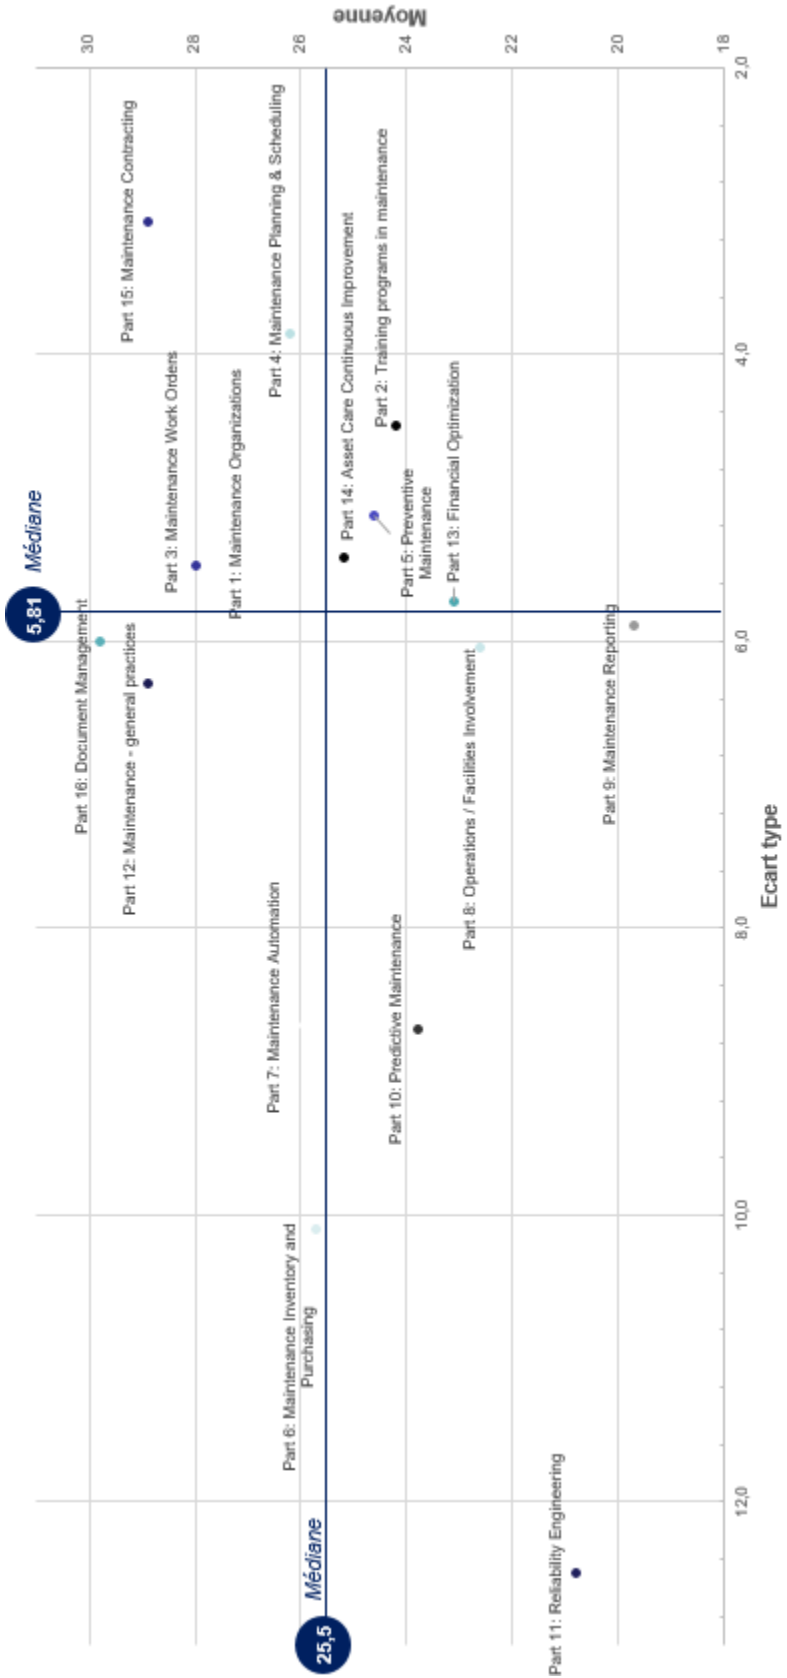 Moyenne
30
28
26
24
22
20
18
2,0
4,0
6,0
8,0
10,0
12,0
Ecart type
Médiane
5,81
Médiane
25,5
Part 15: Maintenance Contracting
Part 4: Maintenance Planning & Scheduling
Part 3: Maintenance Work Orders
Part 1: Maintenance Organizations
Part 14: Asset Care Continuous Improvement
Part 2: Training programs in maintenance
Part 5: Preventive
Maintenance
Part 13: Financial Optimization
Part 16: Document Management
Part 12: Maintenance - general practices
Part 7: Maintenance Automation
Part 10: Predictive Maintenance
Part 8: Operations / Facilities Involvement
Part 9: Maintenance Reporting
Part 6: Maintenance Inventory and
Purchasing
Part 11: Reliability Engineering